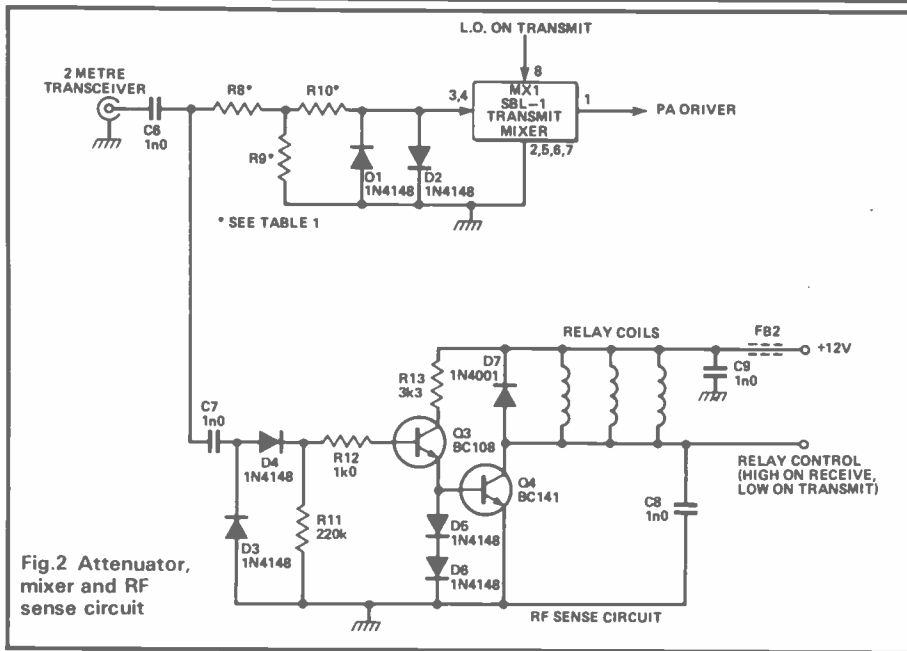 L.O. ON TRANSMIT
2 METRE
TRANSCEIVER
C6
1n0
R8*
R10*
R9*
3,4
8
MX1
SBL-1
TRANSMIT
MIXER
1
PA DRIVER
2,5,6,7
O1
1N4148
D2
1N4148
* SEE TABLE 1
RELAY COILS
FB2
+12V
D7
1N4001
C9
1n0
R13
3k3
C7
1n0
D4
1N4148
R12
1k0
Q3
BC108
Q4
BC141
RELAY CONTROL
(HIGH ON RECEIVE,
LOW ON TRANSMIT)
C8
1n0
R11
220k
D3
1N4148
D5
1N4148
D6
1N4148
Fig.2 Attenuator,
mixer and RF
sense circuit
RF SENSE CIRCUIT